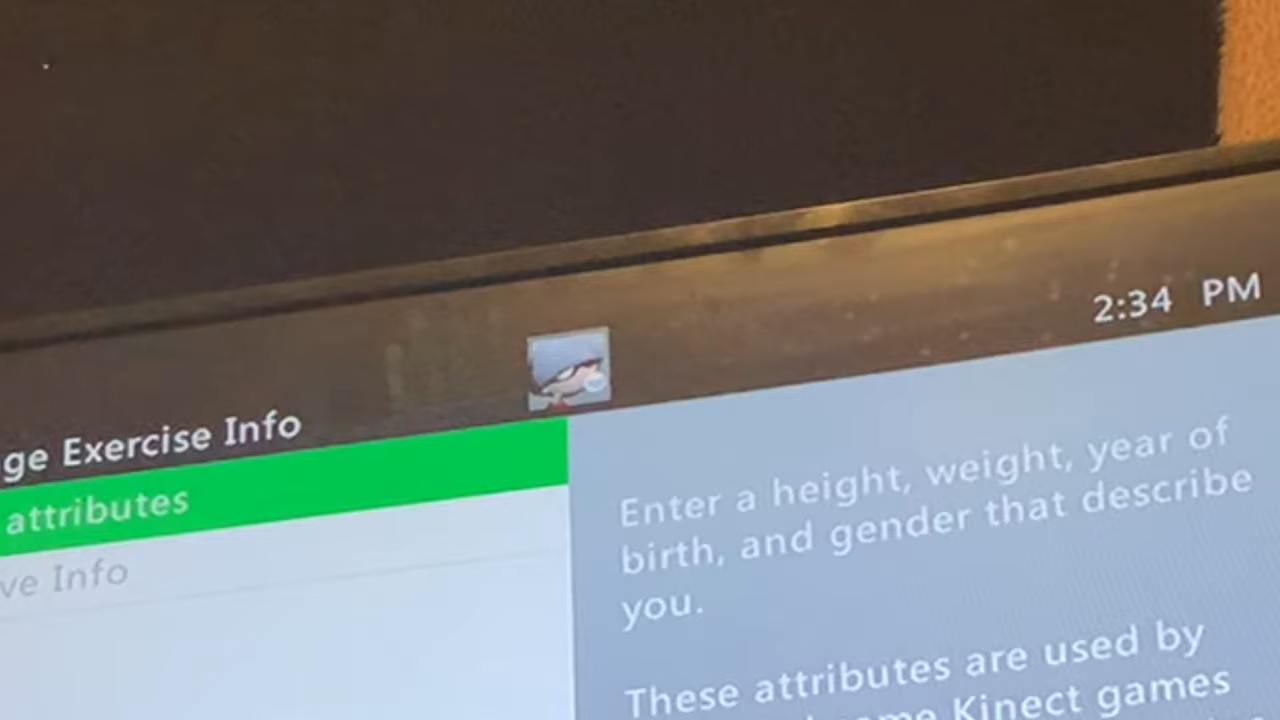 2:34 PM
ge Exercise Info
attributes
ve Info
Enter a height, weight, year of
birth, and gender that describe
you.
These attributes are used by
Kinect games